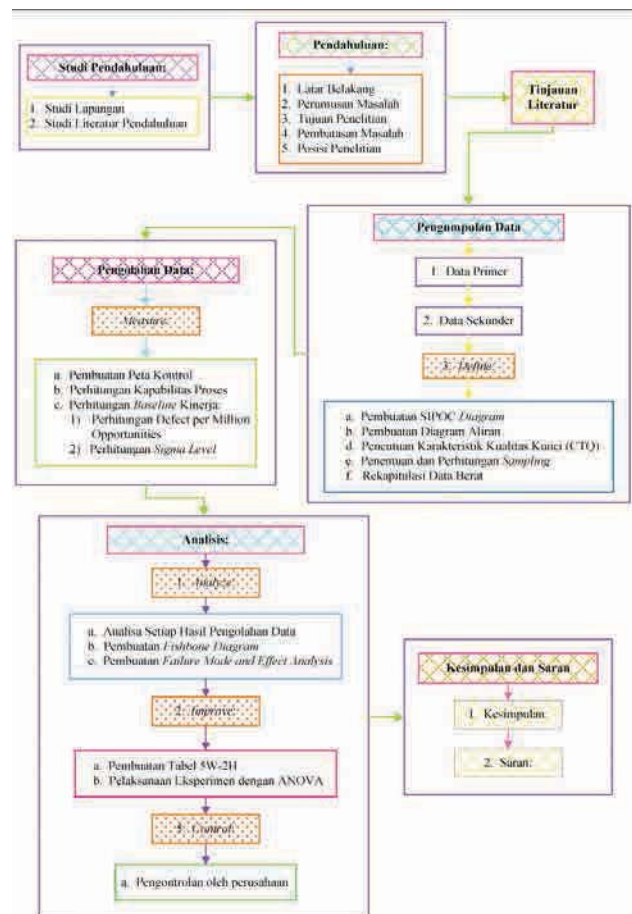 Studi Pendahuluan:
1. Studi Lapangan
2. Studi Literatur Pendahuluan
Pendahuluan:
1. Latar Belakang
2. Perumusan Masalah
3. Tujuan Penelitian
4. Pembatasan Masalah
5. Posisi Penelitian
Tinjauan
Literatur
Pengumpulan Data
1. Data Primer
2. Data Sekunder
3. Define:
a. Pembuatan SIPOC Diagram
b. Pembuatan Diagram Aliran
d. Penentuan Karakteristik Kualitas Kunci (CTQ)
e. Penentuan dan Perhitungan Sampling
f. Rekapitulasi Data Berat
Pengolahan Data:
Measure:
a. Pembuatan Peta Kontrol
b. Perhitungan Kapabilitas Proses
c. Perhitungan Baseline Kinerja:
1) Perhitungan Defect per Million
Opportunities
2) Perhitungan Sigma Level
Analisis:
1. Analyze:
a. Analisa Setiap Hasil Pengolahan Data
b. Pembuatan Fishbone Diagram
c. Pembuatan Failure Mode and Effect Analysis
2. Improve:
a. Pembuatan Tabel 5W-2H
b. Pelaksanaan Eksperimen dengan ANOVA
3. Control:
a. Pengontrolan oleh perusahaan
Kesimpulan dan Saran
1. Kesimpulan
2. Saran: